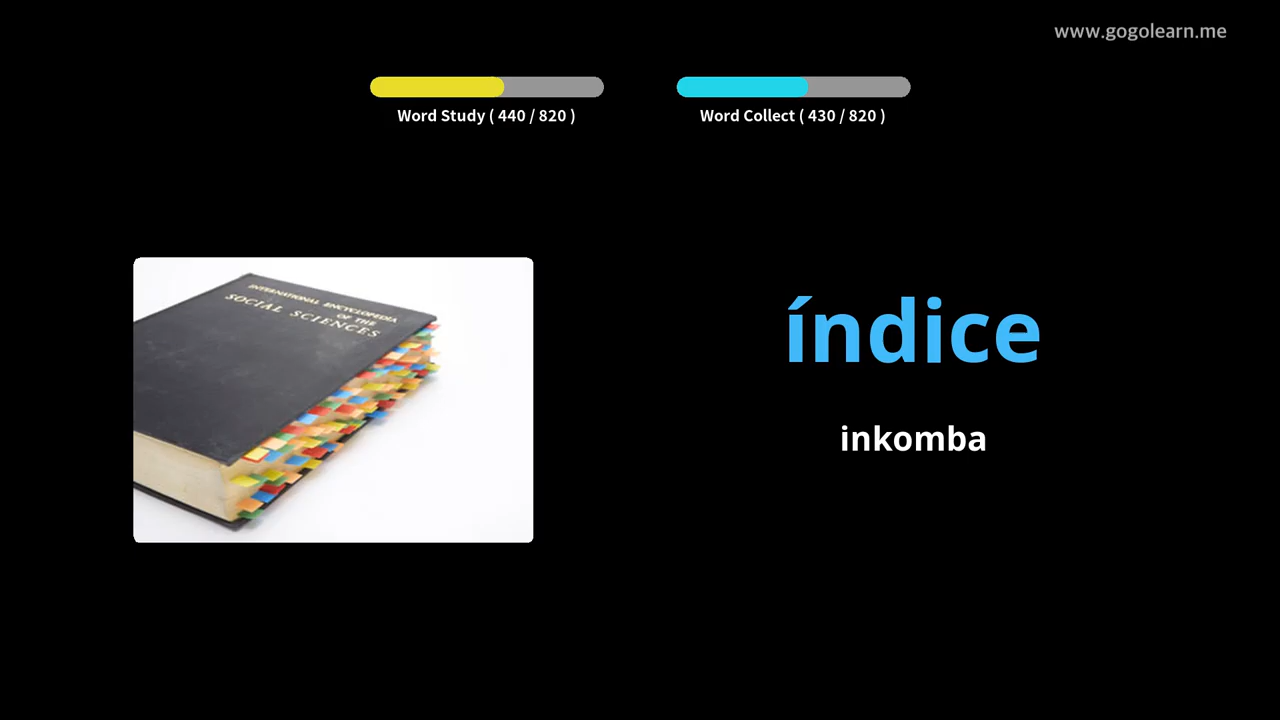 www.gogolearn.me
Word Study ( 440 / 820 )
Word Collect ( 430 / 820 )
INTERNATIONAL ENCYCLOPEDIA
OF THE
SOCIAL SCIENCES
índice
inkomba